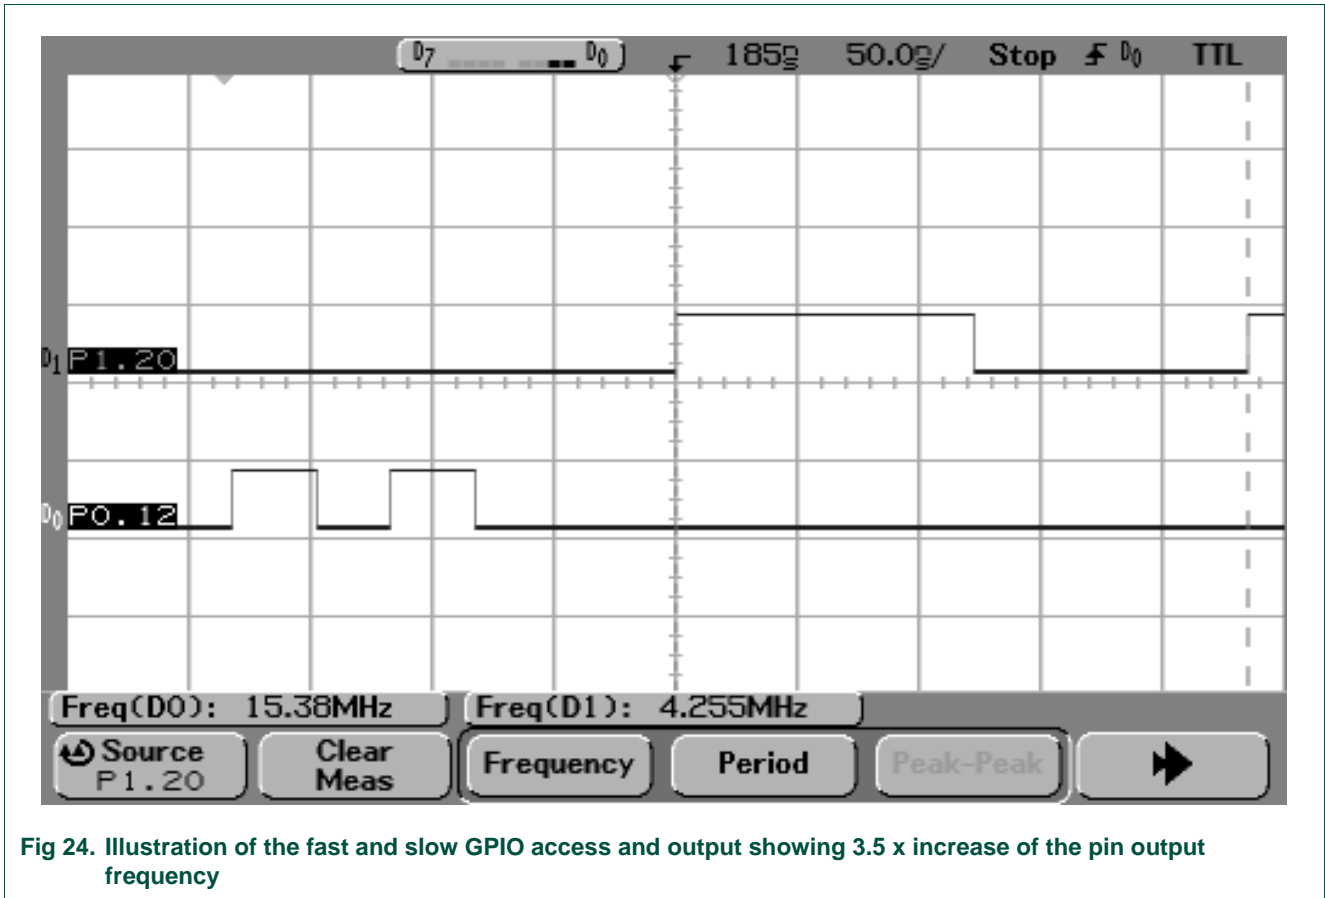 D7 D0 185n 50.0n/ Stop D0 TTL
D1 P1.20
D0 P0.12
Freq(D0): 15.38MHz Freq(D1): 4.255MHz
Source P1.20
Clear Meas
Frequency
Period
Peak-Peak
Fig 24. Illustration of the fast and slow GPIO access and output showing 3.5 x increase of the pin output
frequency